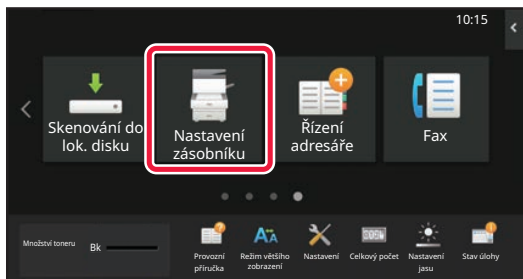 10:15
Skenování do
lok. disku
Nastavení
zásobníku
Řízení
adresáře
Fax
Množství toneru
Bk
Provozní
příručka
Režim většího
zobrazení
Nastavení
Celkový počet
Nastavení
jasu
Stav úlohy